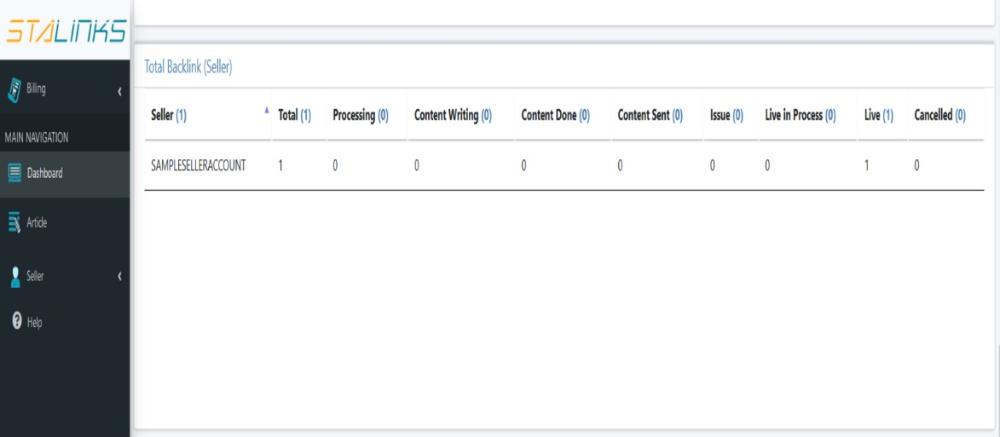 STALINKS
Billing
MAIN NAVIGATION
Dashboard
Article
Seller
Help
Total Backlink (Seller)
Seller (1) Total (1) Processing (0) Content Writing (0) Content Done (0) Content Sent (0) Issue (0) Live in Process (0) Live (1) Cancelled (0)
SAMPLESELLERACCOUNT 1 0 0 0 0 0 0 1 0